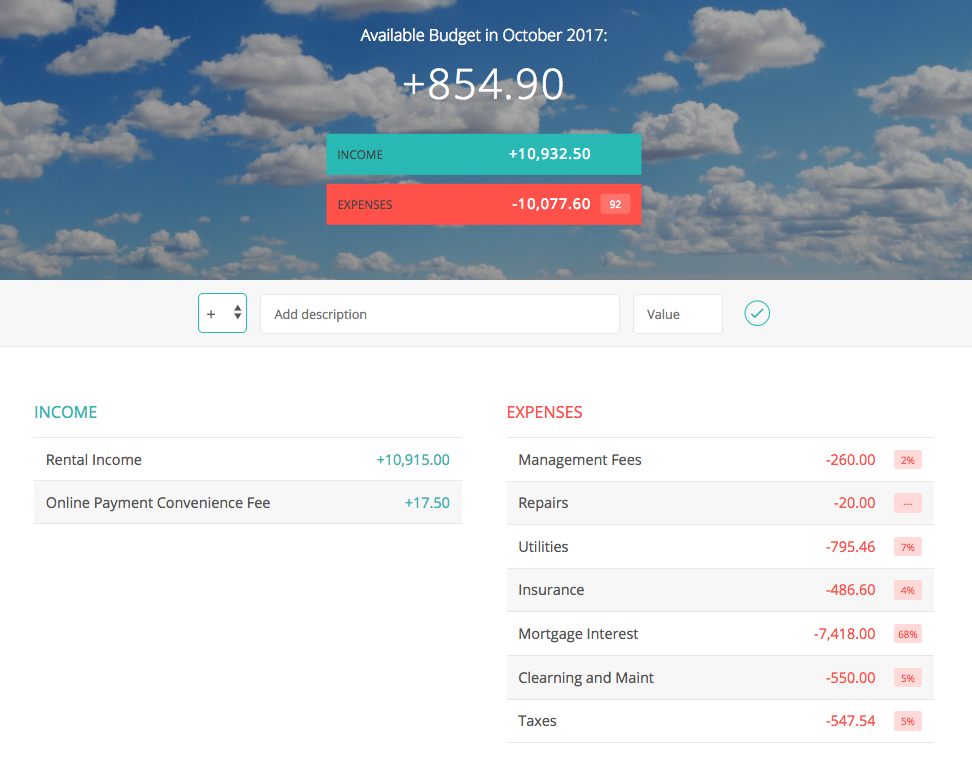 Available Budget in October 2017:
+854.90
INCOME +10,932.50
EXPENSES -10,077.60 92
+ Add description Value
INCOME
Rental Income +10,915.00
Online Payment Convenience Fee +17.50
EXPENSES
Management Fees -260.00 2%
Repairs -20.00 ---
Utilities -795.46 7%
Insurance -486.60 4%
Mortgage Interest -7,418.00 68%
Clearning and Maint -550.00 5%
Taxes -547.54 5%